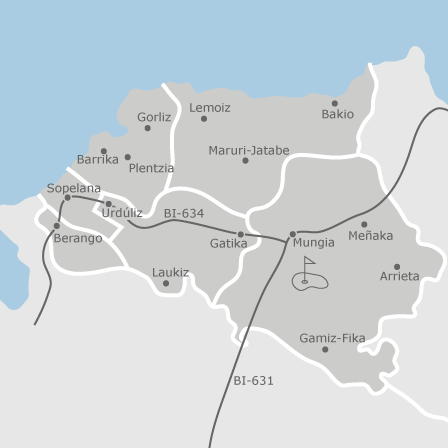 Lemoiz
Bakio
Gorliz
Maruri-Jatabe
Barrika
Plentzia
Sopelana
Urdúliz
BI-634
Berango
Gatika
Mungia
Meñaka
Laukiz
Arrieta
Gamiz-Fika
BI-631